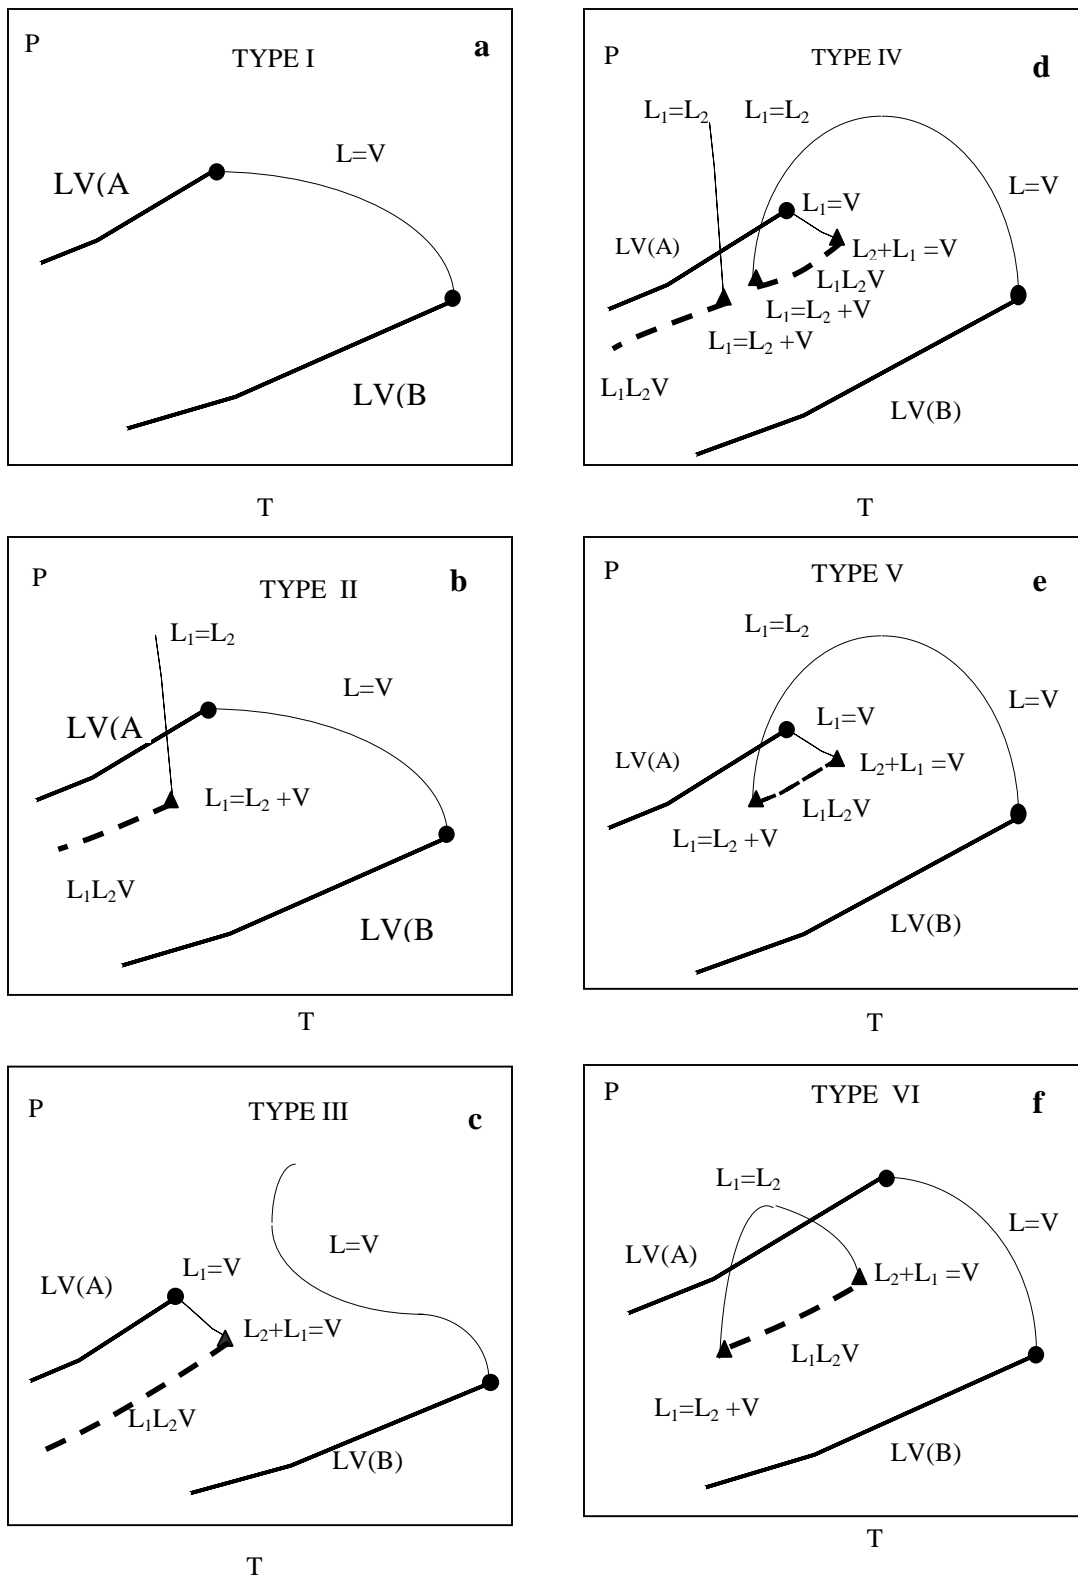 P
TYPE I
a
L=V
LV(A
LV(B
T
P
TYPE IV
d
L₁=L₂
L₁=L₂
L=V
L₁=V
LV(A)
L₂+L₁ =V
L₁L₂V
L₁=L₂ +V
L₁=L₂ +V
L₁L₂V
LV(B)
T
P
TYPE II
b
L₁=L₂
L=V
LV(A
L₁=L₂ +V
L₁L₂V
LV(B
T
P
TYPE V
e
L₁=L₂
L=V
L₁=V
LV(A)
L₂+L₁ =V
L₁L₂V
L₁=L₂ +V
LV(B)
T
P
TYPE III
c
L=V
L₁=V
LV(A)
L₂+L₁=V
L₁L₂V
LV(B)
T
P
TYPE VI
f
L₁=L₂
L=V
LV(A)
L₂+L₁ =V
L₁L₂V
L₁=L₂ +V
LV(B)
T